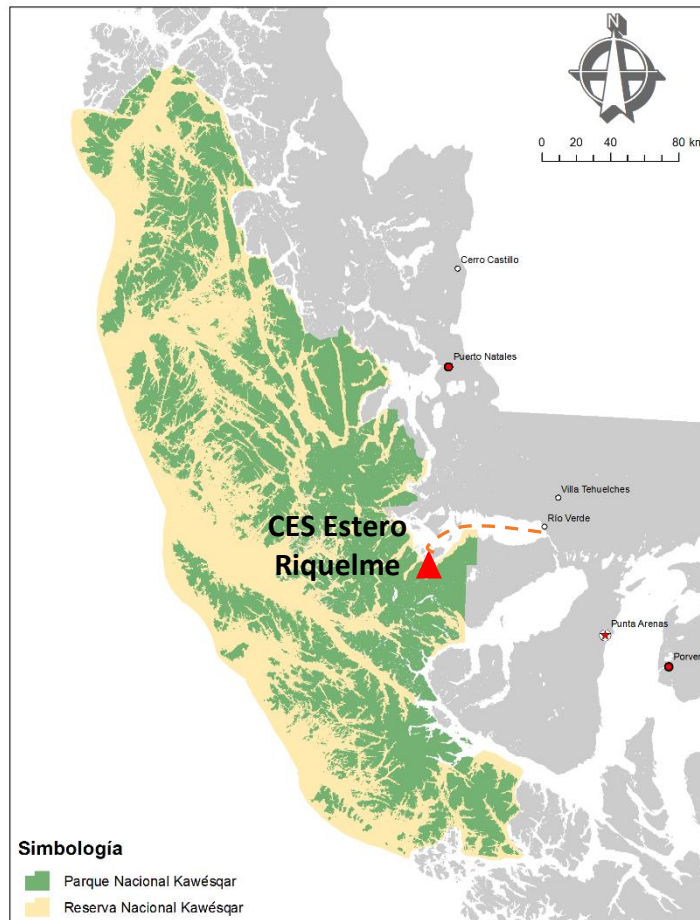 N
0 20 40 80 km
Cerro Castillo
Puerto Natales
Villa Tehuelches
Río Verde
CES Estero
Riquelme
Punta Arenas
Porven
Simbología
Parque Nacional Kawésqar
Reserva Nacional Kawésqar